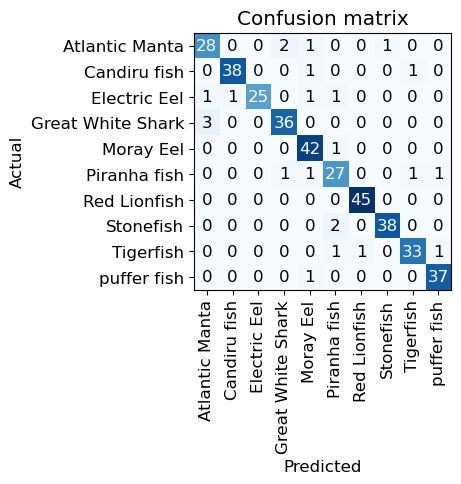 Confusion matrix
Atlantic Manta 28 0 0 2 1 0 0 1 0 0
Candiru fish 0 38 0 0 1 0 0 0 1 0
Electric Eel 1 1 25 0 1 1 0 0 0 0
Great White Shark 3 0 0 36 0 0 0 0 0 0
Moray Eel 0 0 0 0 42 1 0 0 0 0
Piranha fish 0 0 0 1 1 27 0 0 1 1
Red Lionfish 0 0 0 0 0 0 45 0 0 0
Stonefish 0 0 0 0 0 2 0 38 0 0
Tigerfish 0 0 0 0 0 1 1 0 33 1
puffer fish 0 0 0 0 1 0 0 0 0 37
Actual
Atlantic Manta
Candiru fish
Electric Eel
Great White Shark
Moray Eel
Piranha fish
Red Lionfish
Stonefish
Tigerfish
puffer fish
Predicted